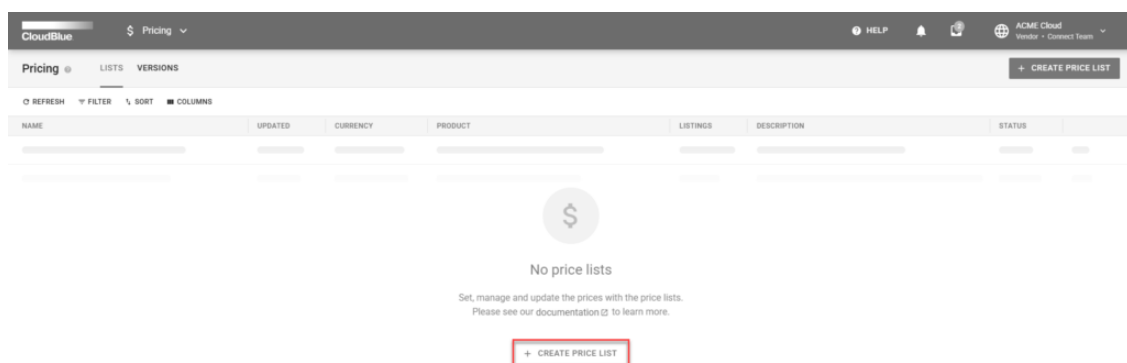 CloudBlue $ Pricing HELP ACME Cloud
Vendor • Connect Team
Pricing LISTS VERSIONS + CREATE PRICE LIST
REFRESH FILTER SORT COLUMNS
NAME UPDATED CURRENCY PRODUCT LISTINGS DESCRIPTION STATUS
$
No price lists
Set, manage and update the prices with the price lists.
Please see our documentation to learn more.
+ CREATE PRICE LIST